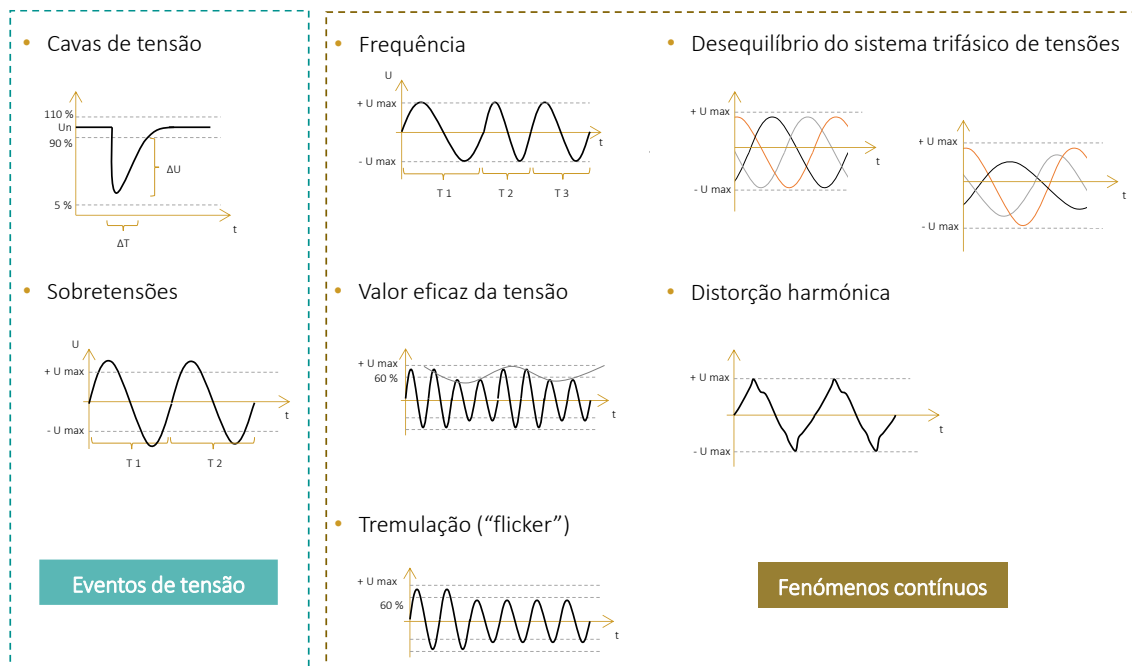 • Cavas de tensão
110 %
Un
90 %
ΔU
5 %
t
ΔT
• Sobretensões
U
+ U max
t
- U max
T 1
T 2
Eventos de tensão
• Frequência
U
+ U max
t
- U max
T 1
T 2
T 3
• Valor eficaz da tensão
+ U max
60 %
t
• Tremulação (“flicker”)
+ U max
60 %
t
• Desequilíbrio do sistema trifásico de tensões
+ U max
t
- U max
+ U max
t
- U max
• Distorção harmónica
+ U max
t
- U max
Fenómenos contínuos